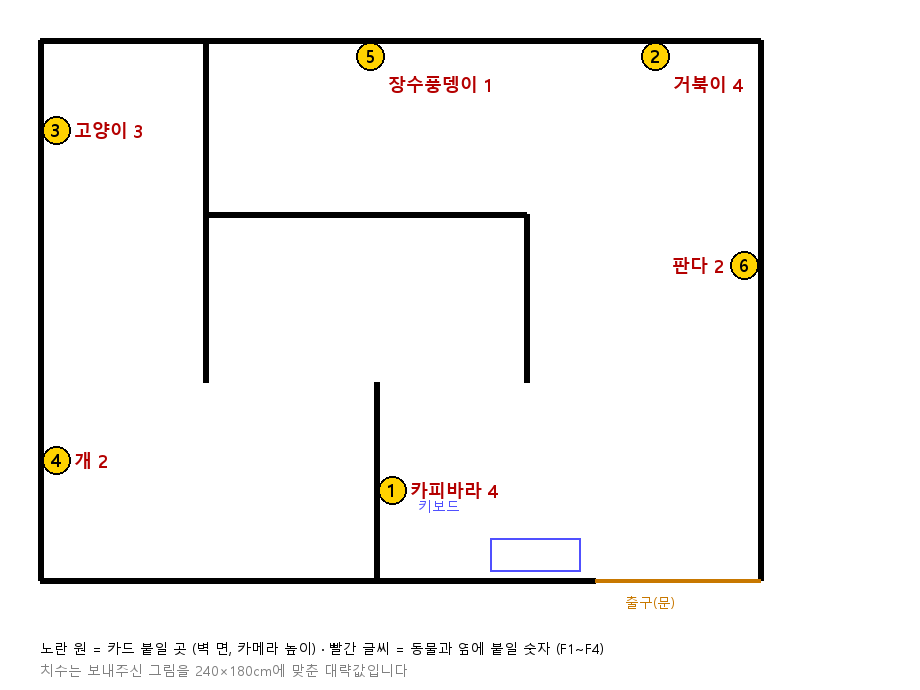 5
2
장수풍뎅이 1
거북이 4
3 고양이 3
판다 2 6
4 개 2
1 카피바라 4
키보드
출구(문)
노란 원 = 카드 붙일 곳 (벽 면, 카메라 높이) · 빨간 글씨 = 동물과 옆에 붙일 숫자 (F1~F4)
치수는 보내주신 그림을 240×180cm에 맞춘 대략값입니다